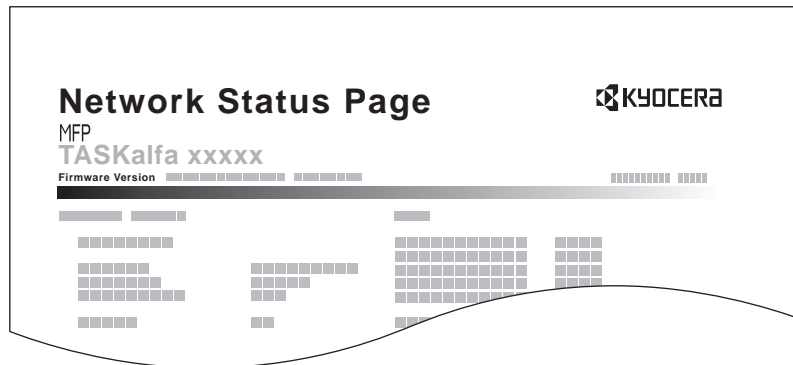 Network Status Page
KYOCERA
MFP
TASKalfa xxxxx
Firmware Version